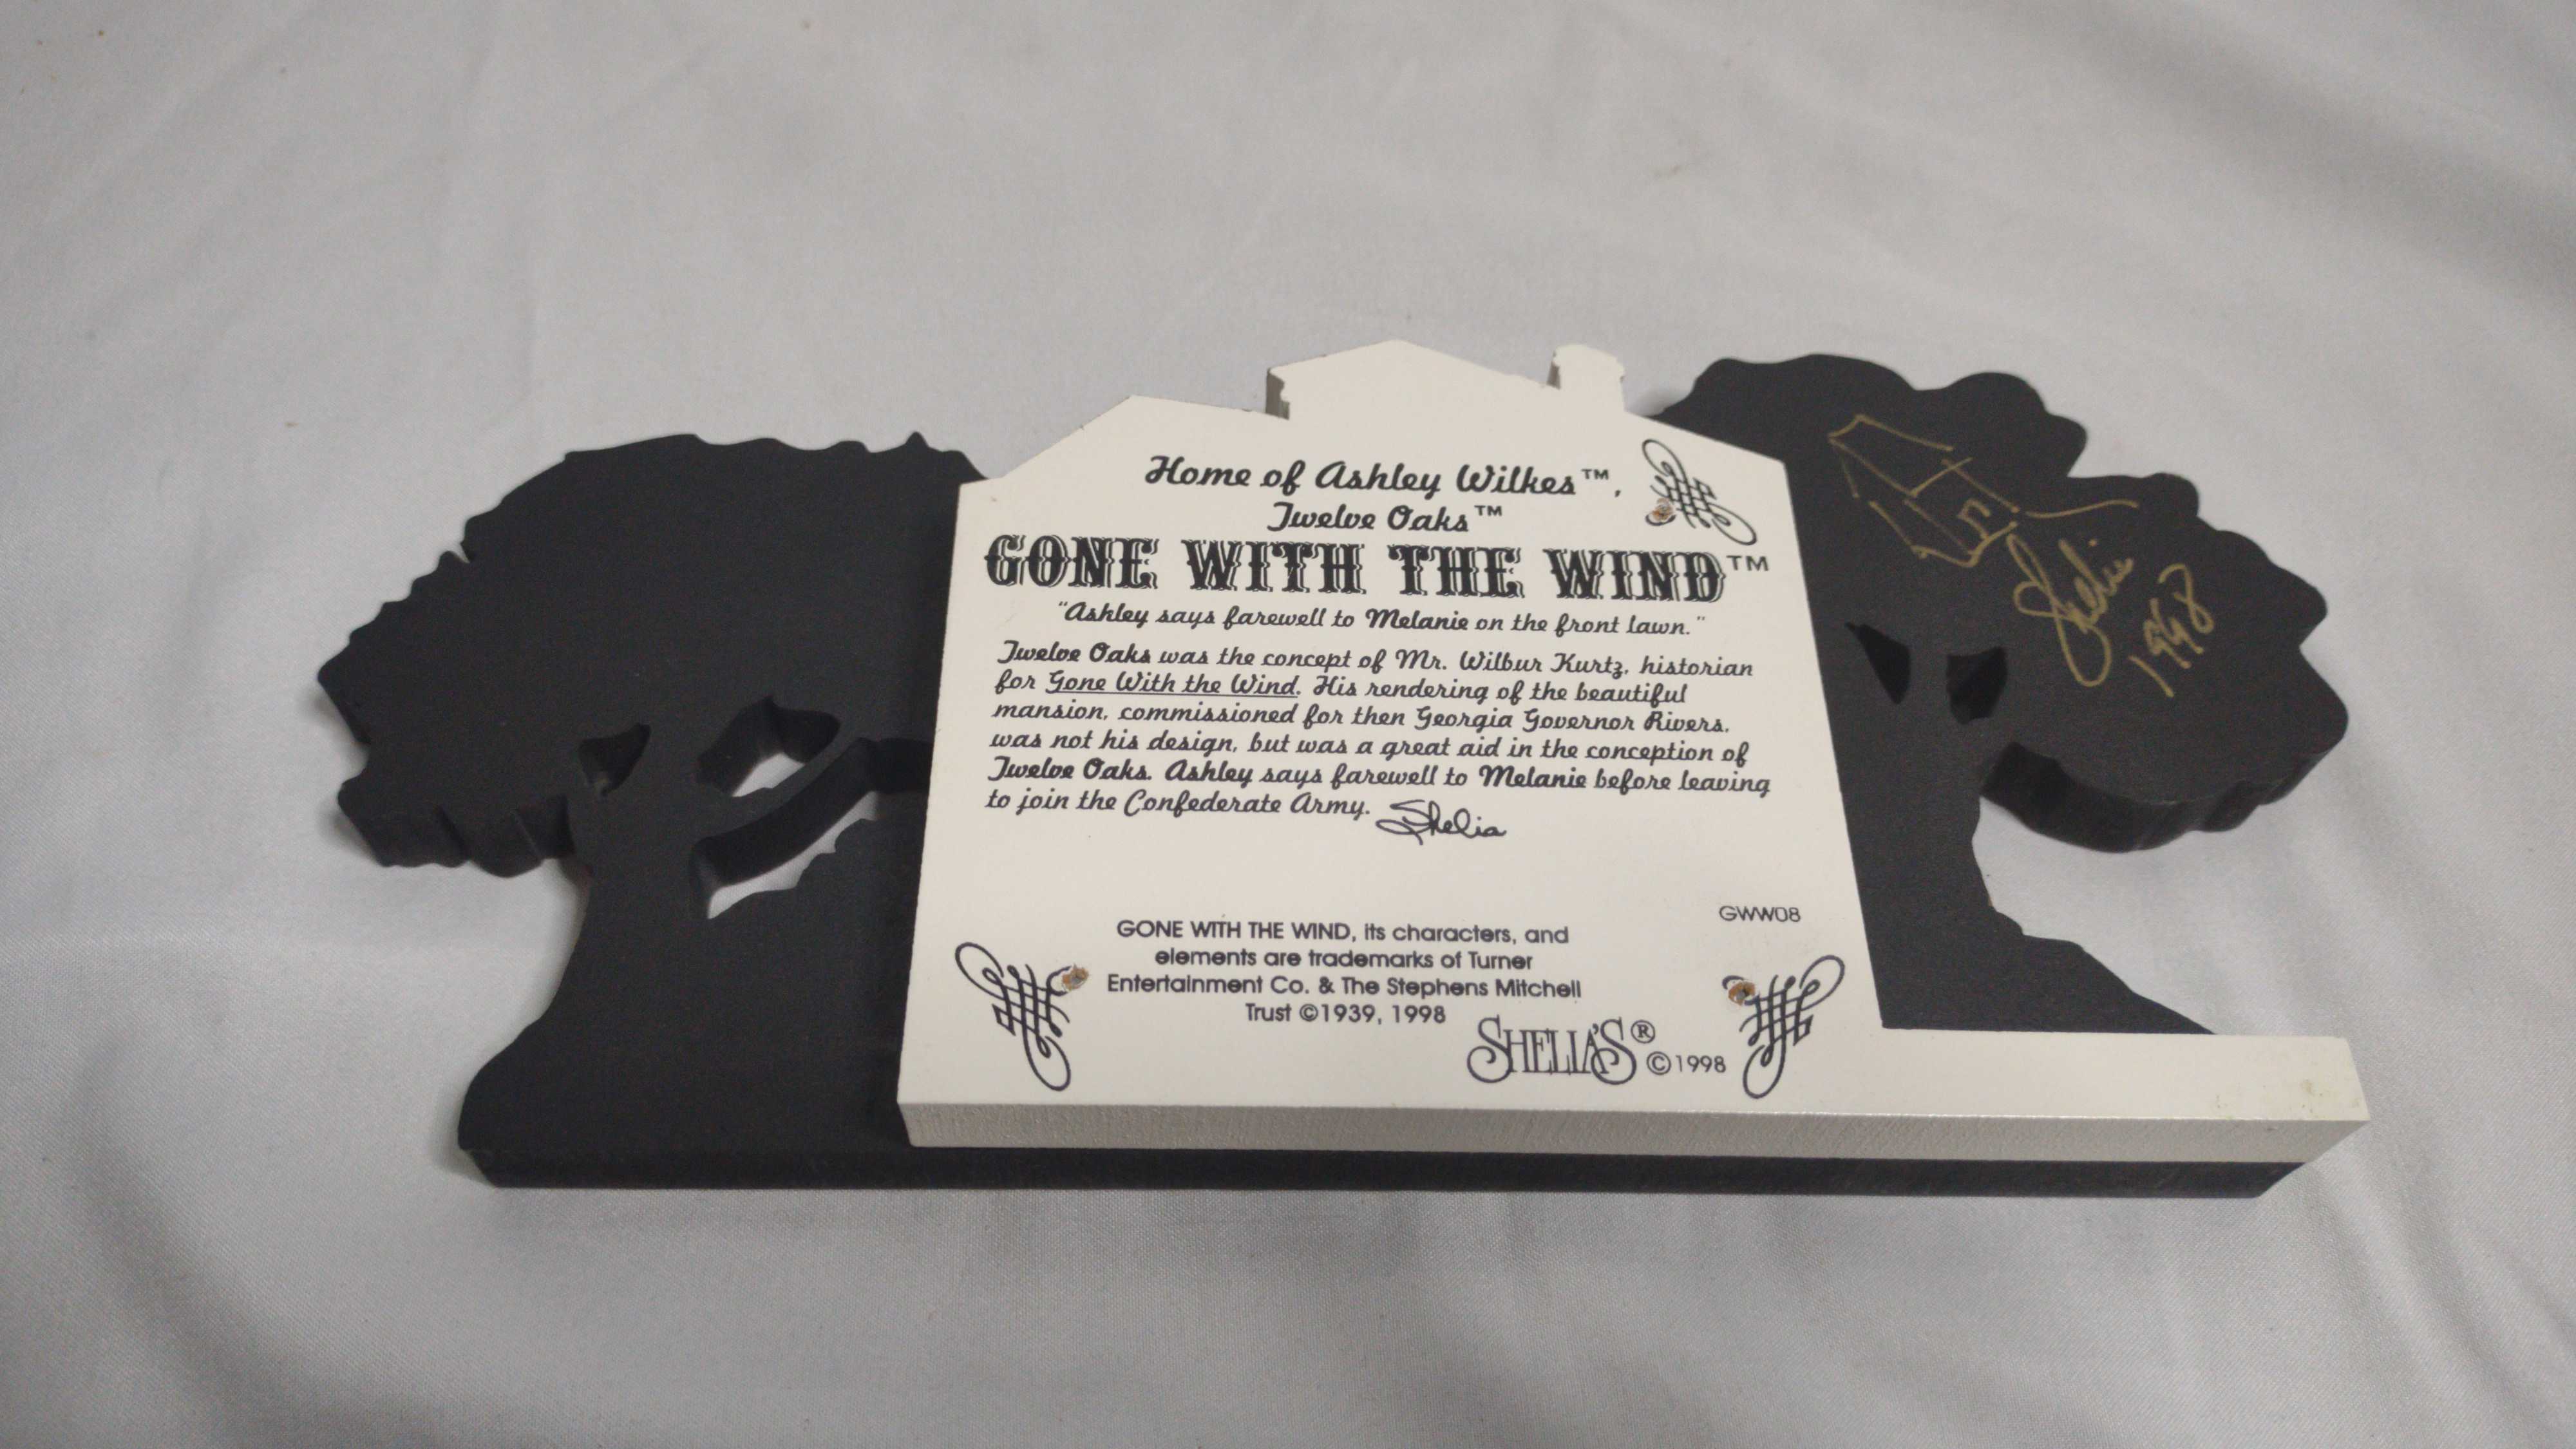 Home of Ashley Wilkes™,
Twelve Oaks™
GONE WITH THE WIND™
"Ashley says farewell to Melanie on the front lawn."
Twelve Oaks was the concept of Mr. Wilbur Kurtz, historian
for Gone With the Wind. His rendering of the beautiful
mansion, commissioned for then Georgia Governor Rivers,
was not his design, but was a great aid in the conception of
Twelve Oaks. Ashley says farewell to Melanie before leaving
to join the Confederate Army. Shelia
GWW08
GONE WITH THE WIND, its characters, and
elements are trademarks of Turner
Entertainment Co. & The Stephens Mitchell
Trust ©1939, 1998
SHELIA'S® ©1998
Shelia
1998